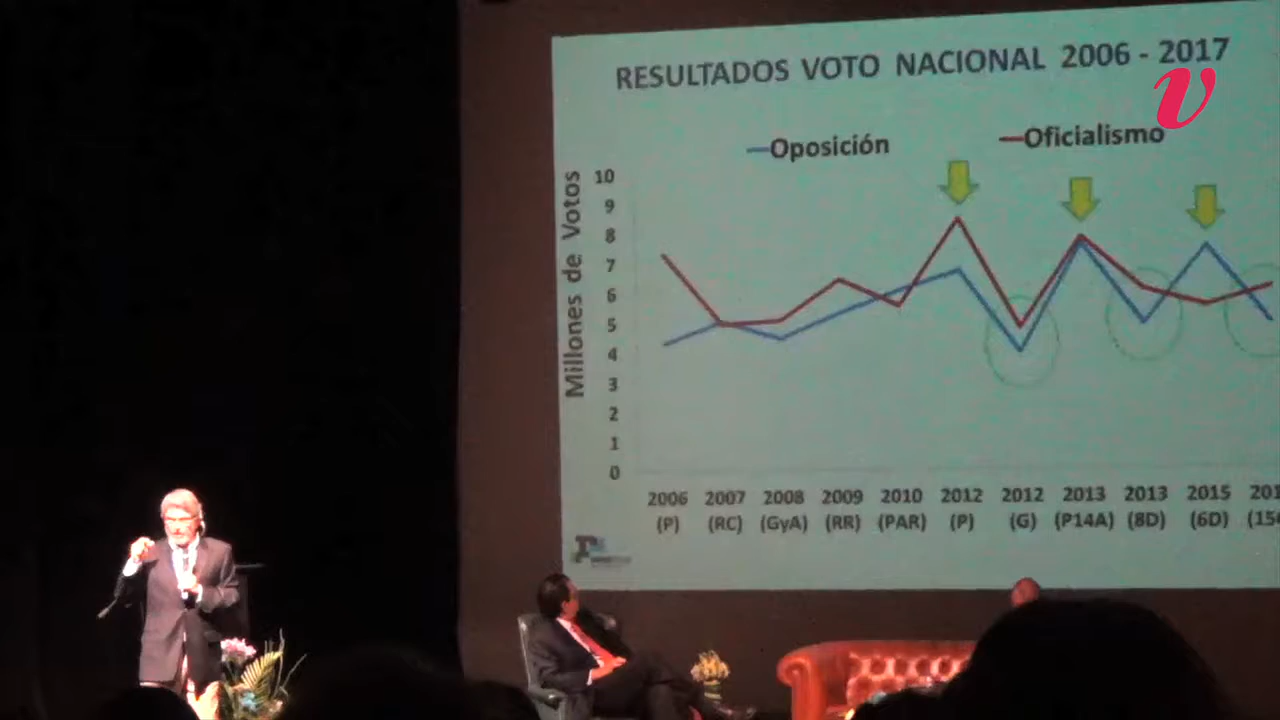 RESULTADOS VOTO NACIONAL 2006 - 2017
v
Oposición
Oficialismo
Millones de Votos
10
9
8
7
6
5
4
3
2
1
0
2006 2007 2008 2009 2010 2012 2012 2013 2013 2015 201
(P) (RC) (GyA) (RR) (PAR) (P) (G) (P14A) (8D) (6D) (15